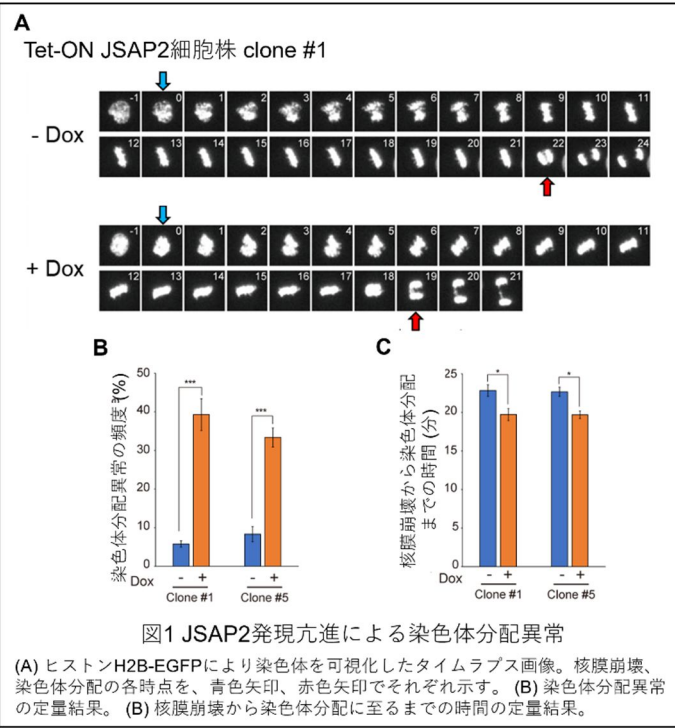 A
Tet-ON JSAP2細胞株 clone #1
- Dox
-1 0 1 2 3 4 5 6 7 8 9 10 11
12 13 14 15 16 17 18 19 20 21 22 23 24
+ Dox
-1 0 1 2 3 4 5 6 7 8 9 10 11
12 13 14 15 16 17 18 19 20 21
B
染色体分配異常の頻度 (%)
50
40
30
20
10
0
***
***
Dox - + - +
Clone #1 Clone #5
C
核膜崩壊から染色体分配
までの時間 (分)
25
20
15
10
5
0
*
*
Dox - + - +
Clone #1 Clone #5
図1 JSAP2発現亢進による染色体分配異常
(A) ヒストンH2B-EGFPにより染色体を可視化したタイムラプス画像。核膜崩壊、
染色体分配の各時点を、青色矢印、赤色矢印でそれぞれ示す。 (B) 染色体分配異常
の定量結果。 (B) 核膜崩壊から染色体分配に至るまでの時間の定量結果。